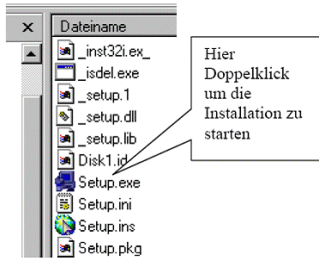 Dateiname
_inst32i.ex_
_isdel.exe
_setup.1
_setup.dll
_setup.lib
Disk1.id
Setup.exe
Setup.ini
Setup.ins
Setup.pkg
Hier
Doppelklick
um die
Installation zu
starten